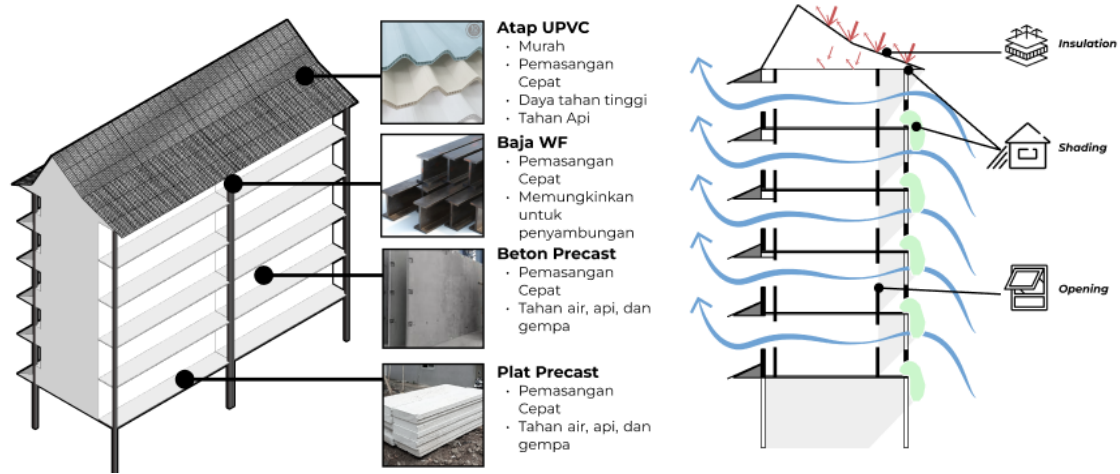 Atap UPVC
• Murah
• Pemasangan
Cepat
• Daya tahan tinggi
• Tahan Api
Baja WF
• Pemasangan
Cepat
• Memungkinkan
untuk
penyambungan
Beton Precast
• Pemasangan
Cepat
• Tahan air, api, dan
gempa
Plat Precast
• Pemasangan
Cepat
• Tahan air, api, dan
gempa
Insulation
Shading
Opening